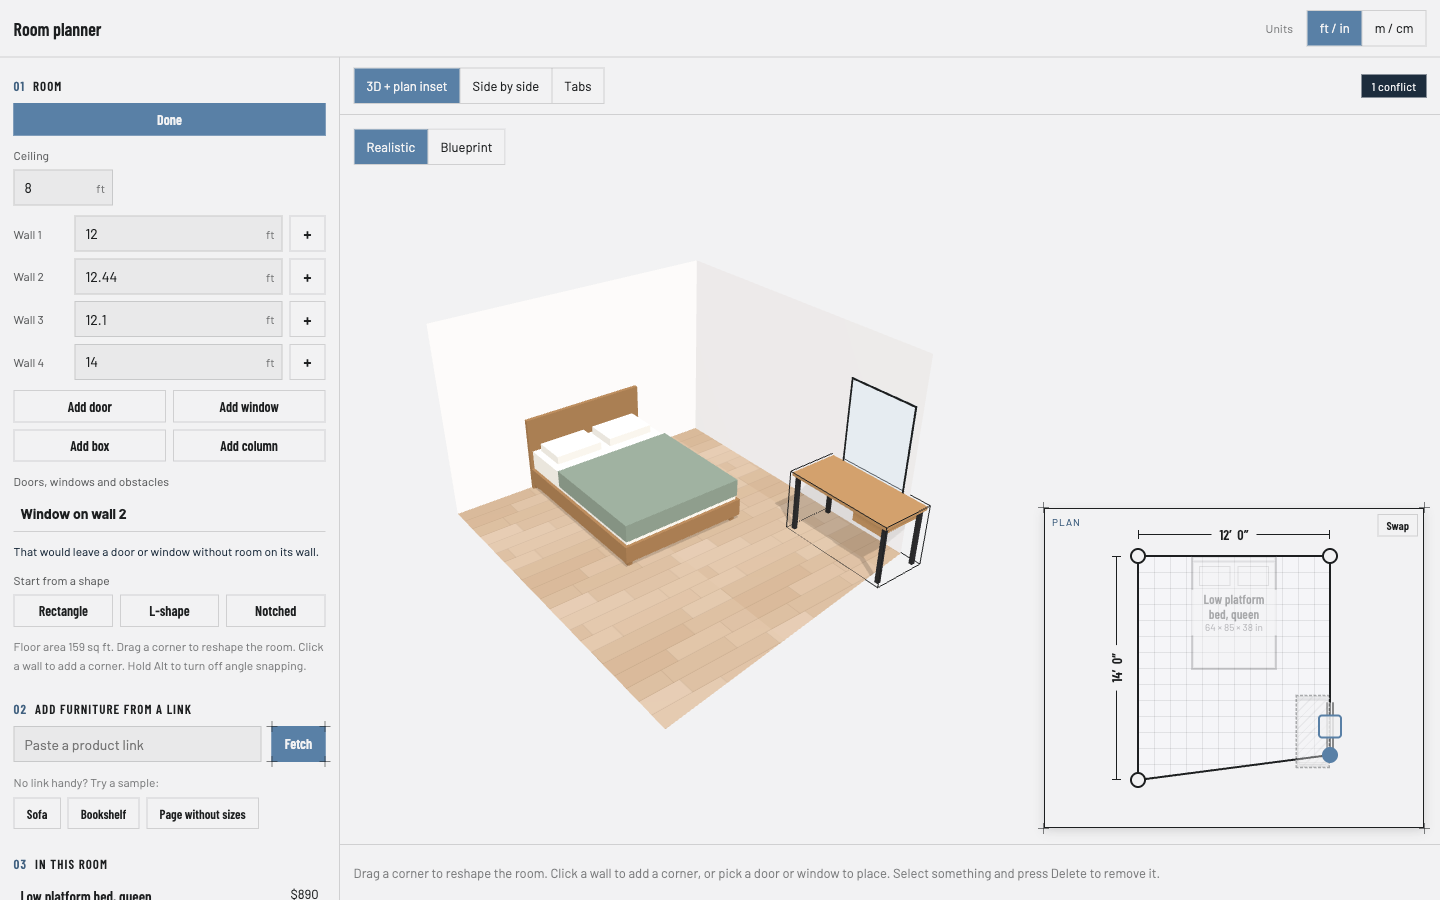 Room planner
Units
ft / in
m / cm
01 ROOM
Done
Ceiling
8 ft
Wall 1 12 ft +
Wall 2 12.44 ft +
Wall 3 12.1 ft +
Wall 4 14 ft +
Add door
Add window
Add box
Add column
Doors, windows and obstacles
Window on wall 2
That would leave a door or window without room on its wall.
Start from a shape
Rectangle
L-shape
Notched
Floor area 159 sq ft. Drag a corner to reshape the room. Click
a wall to add a corner. Hold Alt to turn off angle snapping.
02 ADD FURNITURE FROM A LINK
Paste a product link
Fetch
No link handy? Try a sample:
Sofa
Bookshelf
Page without sizes
03 IN THIS ROOM
Low platform bed, queen $890
3D + plan inset
Side by side
Tabs
1 conflict
Realistic
Blueprint
PLAN
Swap
12′ 0″
14′ 0″
Low platform
bed, queen
64 × 85 × 38 in
Drag a corner to reshape the room. Click a wall to add a corner, or pick a door or window to place. Select something and press Delete to remove it.